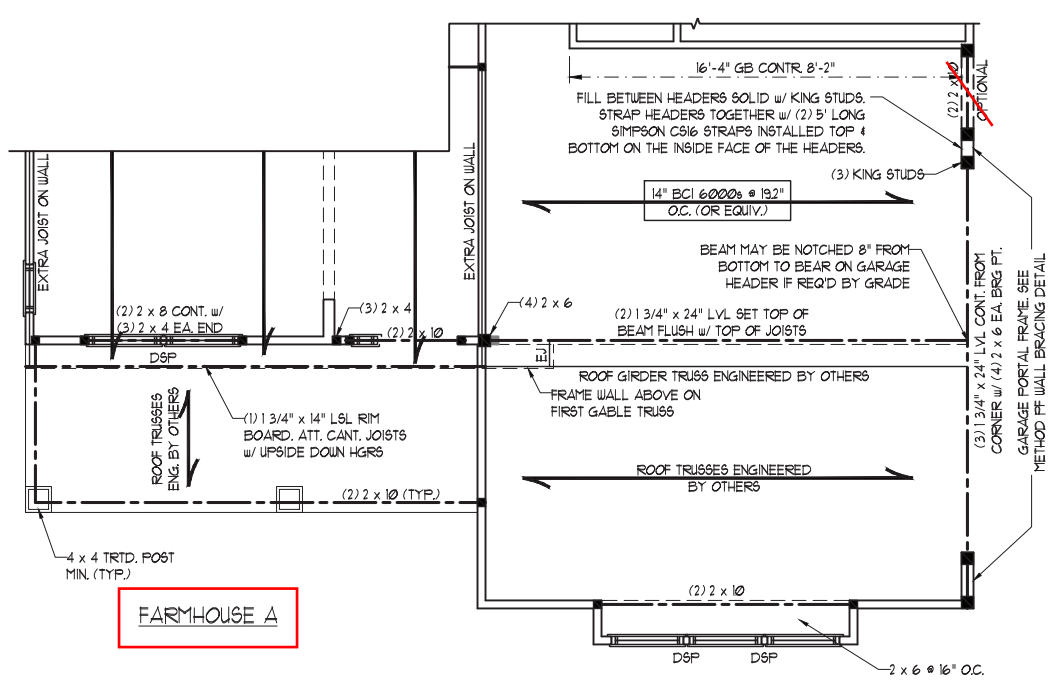 16'-4" GB CONTR. 8'-2"
(2) 2 x 10
OPTIONAL
FILL BETWEEN HEADERS SOLID w/ KING STUDS.
STRAP HEADERS TOGETHER w/ (2) 5' LONG
SIMPSON CS16 STRAPS INSTALLED TOP &
BOTTOM ON THE INSIDE FACE OF THE HEADERS.
(3) KING STUDS
EXTRA JOIST ON WALL
EXTRA JOIST ON WALL
14" BCI 6000s @ 19.2"
O.C. (OR EQUIV.)
BEAM MAY BE NOTCHED 8" FROM
BOTTOM TO BEAR ON GARAGE
HEADER IF REQ'D BY GRADE
(2) 2 x 8 CONT. w/
(3) 2 x 4 EA. END
(3) 2 x 4
(2) 2 x 10
(4) 2 x 6
(2) 1 3/4" x 24" LVL SET TOP OF
BEAM FLUSH w/ TOP OF JOISTS
DSP
EJ
ROOF GIRDER TRUSS ENGINEERED BY OTHERS
FRAME WALL ABOVE ON
FIRST GABLE TRUSS
(3) 1 3/4" x 24" LVL CONT. FROM
CORNER w/ (4) 2 x 6 EA. BRG PT.
GARAGE PORTAL FRAME. SEE
METHOD PF WALL BRACING DETAIL
ROOF TRUSSES
ENG. BY OTHERS
(1) 1 3/4" x 14" LSL RIM
BOARD. ATT. CANT. JOISTS
w/ UPSIDE DOWN HGRS
ROOF TRUSSES ENGINEERED
BY OTHERS
(2) 2 x 10 (TYP.)
4 x 4 TRTD. POST
MIN. (TYP.)
FARMHOUSE A
(2) 2 x 10
DSP
DSP
2 x 6 @ 16" O.C.